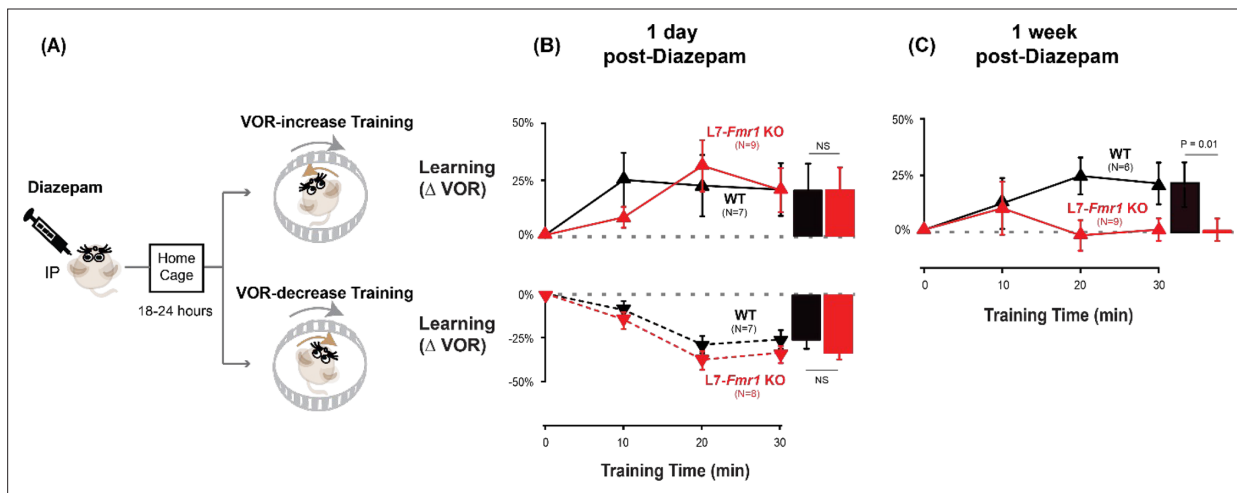 (A)
Diazepam
IP
Home
Cage
18-24 hours
VOR-increase Training
VOR-decrease Training
(B)
1 day
post-Diazepam
Learning
(Δ VOR)
50%
25%
0%
L7-Fmr1 KO
(N=9)
WT
(N=7)
NS
Learning
(Δ VOR)
0%
-25%
-50%
WT
(N=7)
L7-Fmr1 KO
(N=8)
NS
0
10
20
30
Training Time (min)
(C)
1 week
post-Diazepam
50%
25%
0%
WT
(N=6)
L7-Fmr1 KO
(N=9)
P = 0.01
0
10
20
30
Training Time (min)